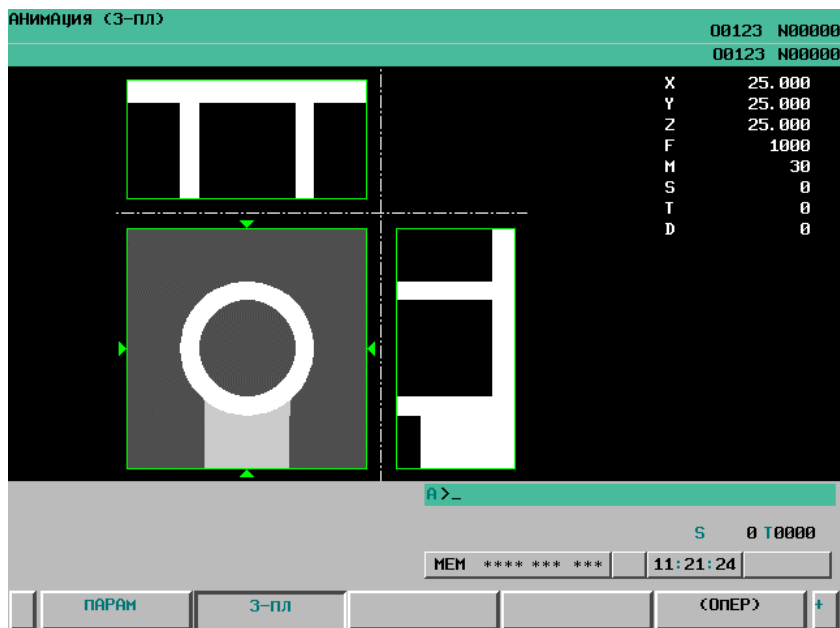 АНИМАЦИЯ (3-ПЛ)
O0123 N00000
O0123 N00000
X 25.000
Y 25.000
Z 25.000
F 1000
M 30
S 0
T 0
D 0
A>_
S 0 T0000
MEM **** *** ***
11:21:24
ПАРАМ
3-ПЛ
(ОПЕР)
+